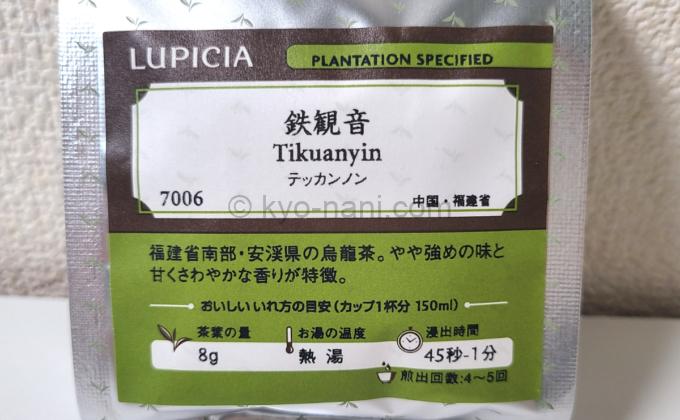 LUPICIA
PLANTATION SPECIFIED
鉄観音
Tikuanyin
テッカンノン
7006
中国・福建省
© kyo-nani.com
福建省南部・安渓県の烏龍茶。やや強めの味と
甘くさわやかな香りが特徴。
おいしいいれ方の目安(カップ1杯分 150ml)
茶葉の量
8g
お湯の温度
熱湯
浸出時間
45秒-1分
煎出回数:4~5回